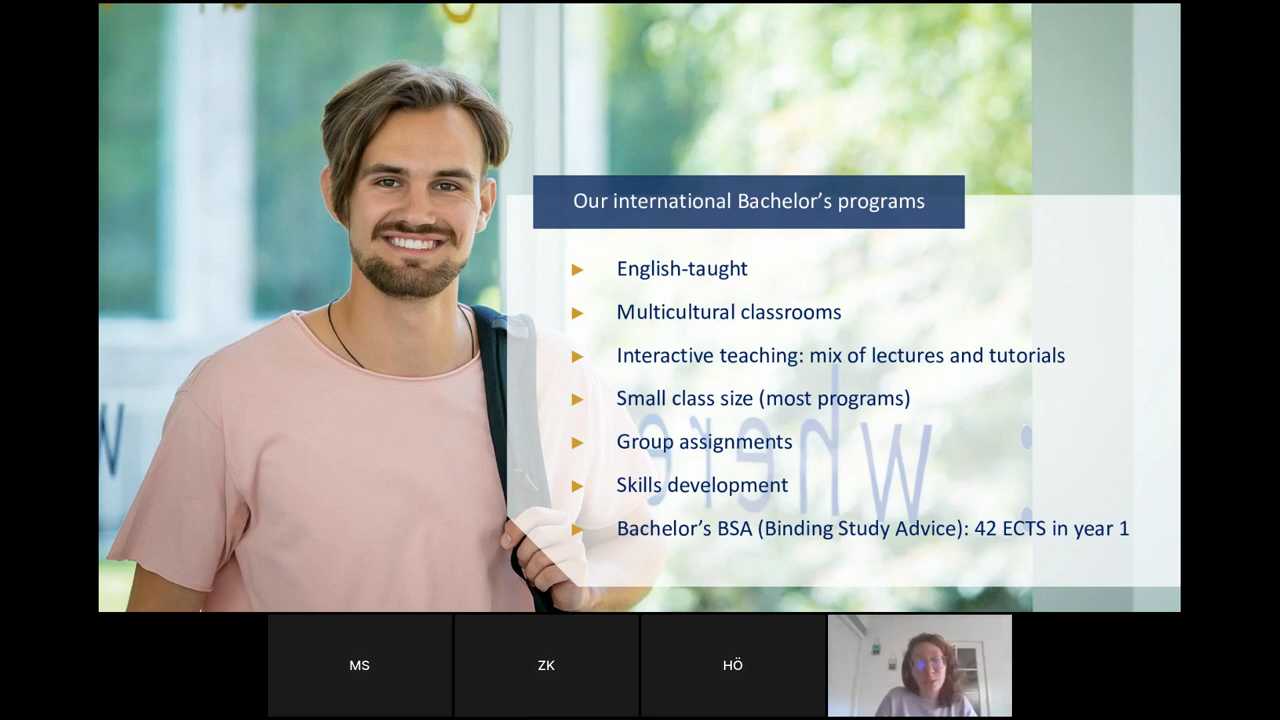 Our international Bachelor's programs
► English-taught
► Multicultural classrooms
► Interactive teaching: mix of lectures and tutorials
► Small class size (most programs)
► Group assignments
► Skills development
► Bachelor's BSA (Binding Study Advice): 42 ECTS in year 1
where
w
MS
ZK
HÖ